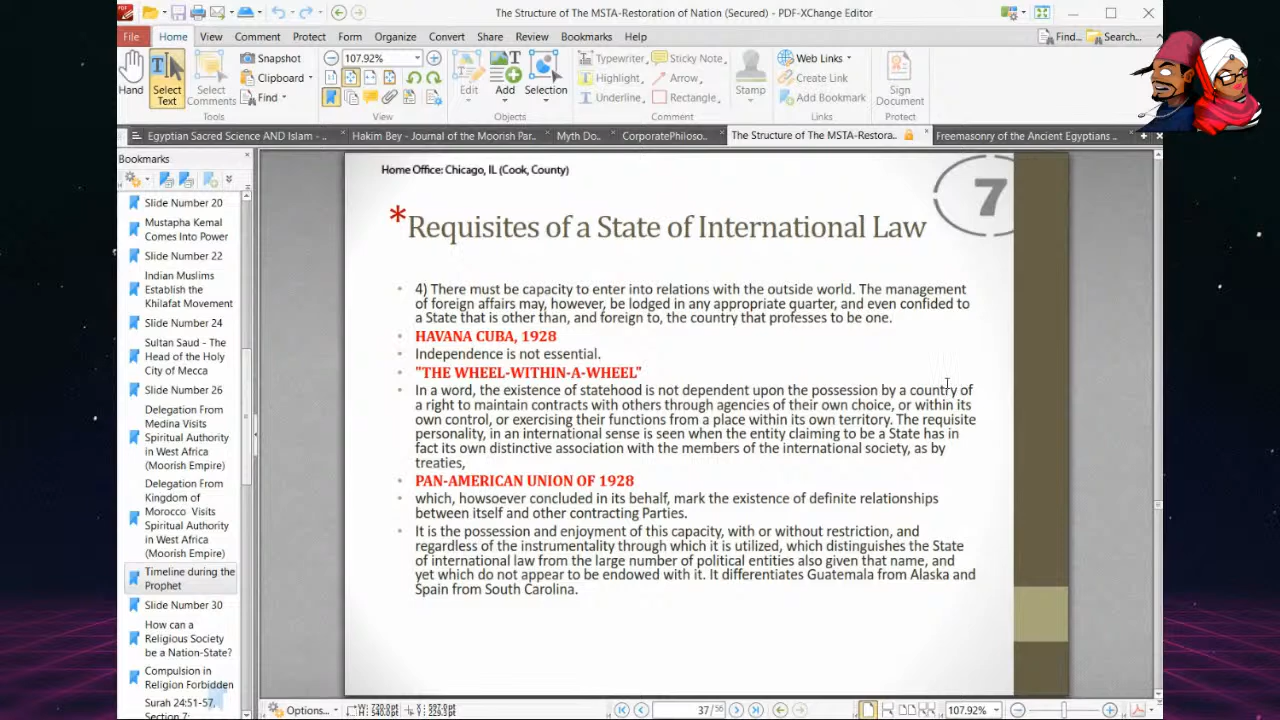 The Structure of The MSTA-Restoration of Nation (Secured) - PDF-XChange Editor
File Home View Comment Protect Form Organize Convert Share Review Bookmarks Help Find... Search...
Hand
Select Text
Select Comments
Snapshot
Clipboard
Find
107.92%
View
Edit
Add
Selection
Objects
Typewriter
Highlight
Underline
Sticky Note
Arrow
Rectangle
Stamp
Comment
Web Links
Create Link
Add Bookmark
Links
Sign Document
Protect
Egyptian Sacred Science AND Islam - ...
Hakim Bey - Journal of the Moorish Par...
Myth Do...
CorporatePhiloso...
The Structure of The MSTA-Restora...
Freemasonry of the Ancient Egyptians ...
Bookmarks
Slide Number 20
Mustapha Kemal
Comes Into Power
Slide Number 22
Indian Muslims
Establish the
Khilafat Movement
Slide Number 24
Sultan Saud - The
Head of the Holy
City of Mecca
Slide Number 26
Delegation From
Medina Visits
Spiritual Authority
in West Africa
(Moorish Empire)
Delegation From
Kingdom of
Morocco Visits
Spiritual Authority
in West Africa
(Moorish Empire)
Timeline during the
Prophet
Slide Number 30
How can a
Religious Society
be a Nation-State?
Compulsion in
Religion Forbidden
Surah 24:51-57,
Section 7:
Home Office: Chicago, IL (Cook, County)
7
*Requisites of a State of International Law
• 4) There must be capacity to enter into relations with the outside world. The management
of foreign affairs may, however, be lodged in any appropriate quarter, and even confided to
a State that is other than, and foreign to, the country that professes to be one.
• HAVANA CUBA, 1928
• Independence is not essential.
• "THE WHEEL-WITHIN-A-WHEEL"
• In a word, the existence of statehood is not dependent upon the possession by a country of
a right to maintain contracts with others through agencies of their own choice, or within its
own control, or exercising their functions from a place within its own territory. The requisite
personality, in an international sense is seen when the entity claiming to be a State has in
fact its own distinctive association with the members of the international society, as by
treaties,
• PAN-AMERICAN UNION OF 1928
• which, howsoever concluded in its behalf, mark the existence of definite relationships
between itself and other contracting Parties.
• It is the possession and enjoyment of this capacity, with or without restriction, and
regardless of the instrumentality through which it is utilized, which distinguishes the State
of international law from the large number of political entities also given that name, and
yet which do not appear to be endowed with it. It differentiates Guatemala from Alaska and
Spain from South Carolina.
Options...
37/56
107.92%